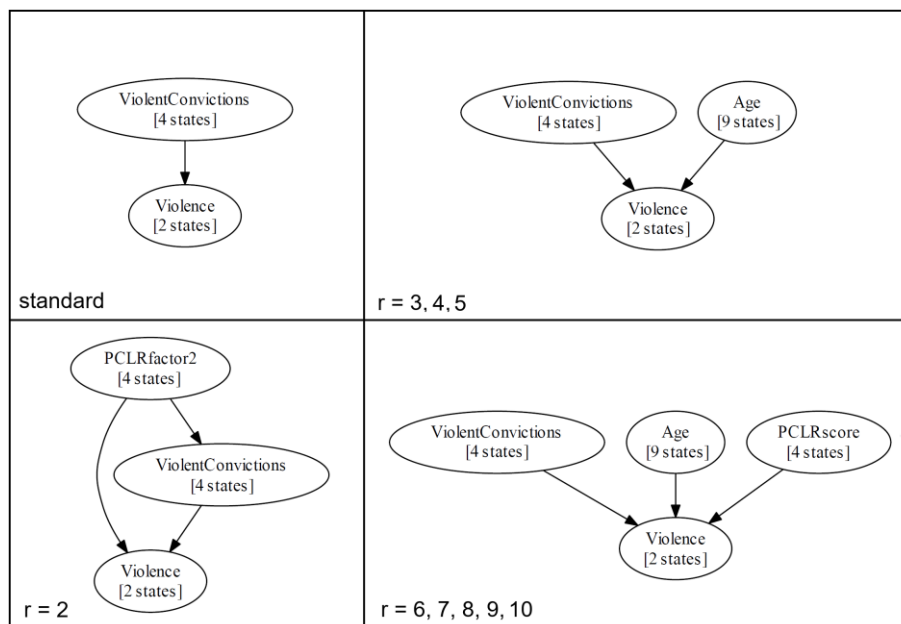 ViolentConvictions
[4 states]
Violence
[2 states]
standard
ViolentConvictions
[4 states]
Age
[9 states]
Violence
[2 states]
r = 3, 4, 5
PCLRfactor2
[4 states]
ViolentConvictions
[4 states]
Violence
[2 states]
r = 2
ViolentConvictions
[4 states]
Age
[9 states]
PCLRscore
[4 states]
Violence
[2 states]
r = 6, 7, 8, 9, 10